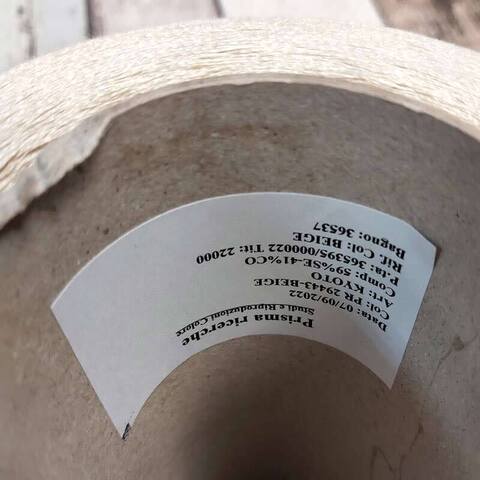 Prisma ricerche
Studi e Riproduzioni Colore
Data: 07/09/2022
Col: PR 29443-BEIGE
Art: KYOTO
Comp: 59%SE-41%CO
P.ta: 365395/000022 Tit: 22000
Rif. Col: BEIGE
Bagno: 36537